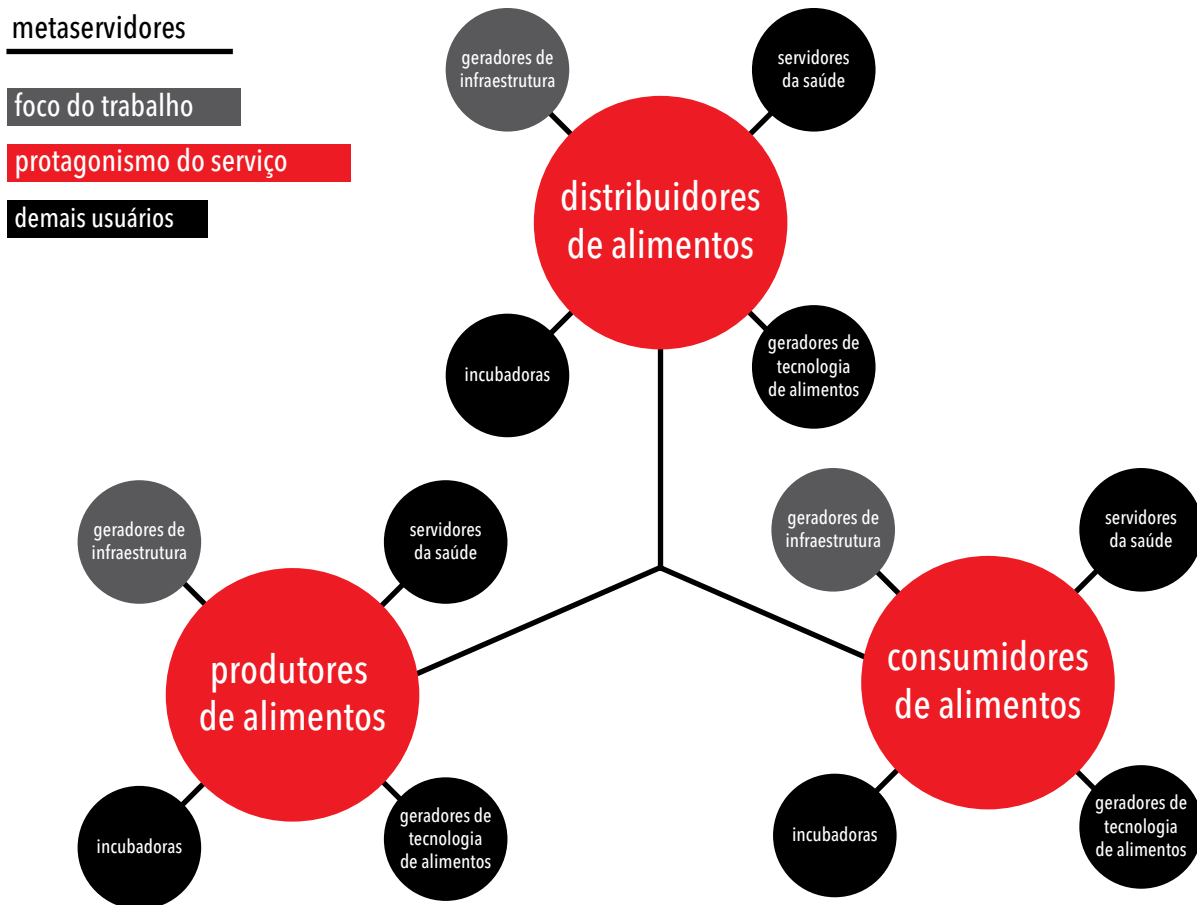 metaservidores
foco do trabalho
protagonismo do serviço
demais usuários
geradores de
infraestrutura
servidores
da saúde
distribuidores
de alimentos
incubadoras
geradores de
tecnologia
de alimentos
geradores de
infraestrutura
servidores
da saúde
produtores
de alimentos
incubadoras
geradores de
tecnologia
de alimentos
geradores de
infraestrutura
servidores
da saúde
consumidores
de alimentos
incubadoras
geradores de
tecnologia
de alimentos